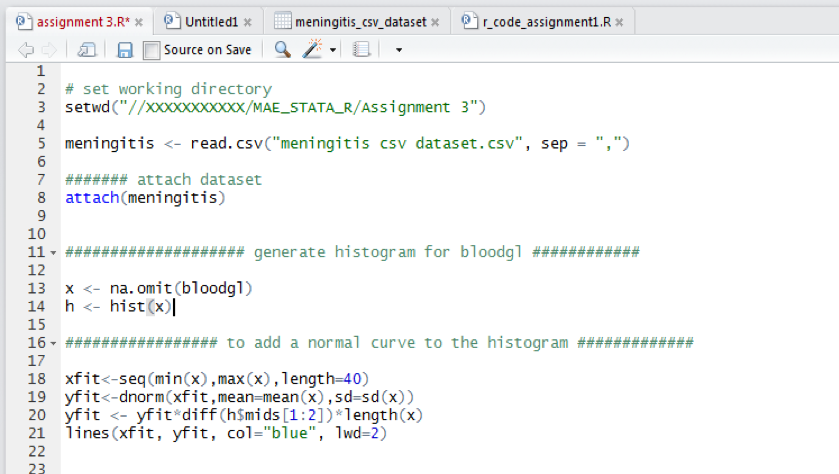 assignment 3.R* Untitled1 meningitis_csv_dataset r_code_assignment1.R
Source on Save
1
2 # set working directory
3 setwd("//XXXXXXXXXXX/MAE_STATA_R/Assignment 3")
4
5 meningitis <- read.csv("meningitis csv dataset.csv", sep = ",")
6
7 ####### attach dataset
8 attach(meningitis)
9
10
11 #################### generate histogram for bloodgl ############
12
13 x <- na.omit(bloodgl)
14 h <- hist(x)
15
16 ################# to add a normal curve to the histogram #############
17
18 xfit<-seq(min(x),max(x),length=40)
19 yfit<-dnorm(xfit,mean=mean(x),sd=sd(x))
20 yfit <- yfit*diff(h$mids[1:2])*length(x)
21 lines(xfit, yfit, col="blue", lwd=2)
22
23